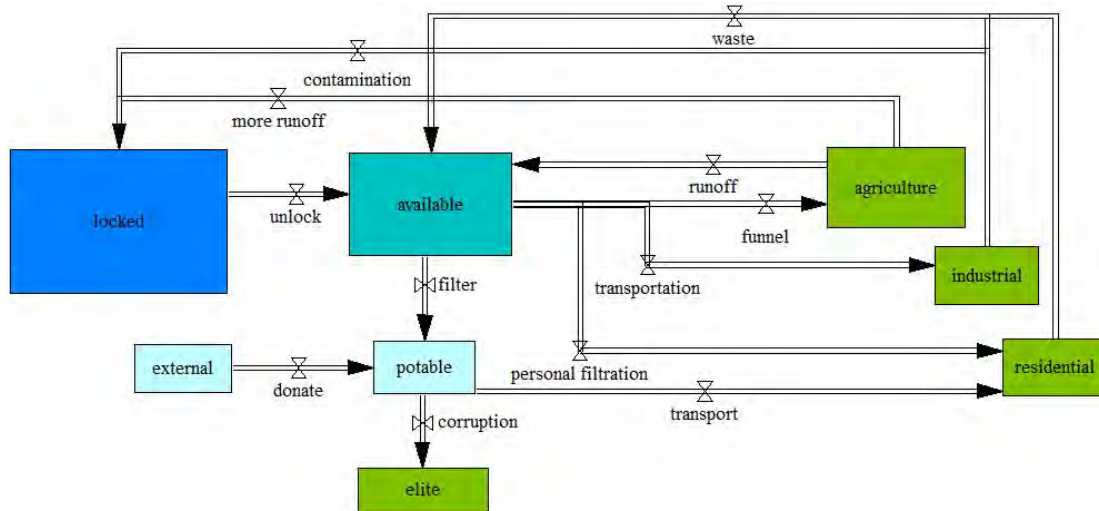 waste
contamination
more runoff
locked
unlock
available
runoff
agriculture
funnel
transportation
industrial
filter
external
donate
potable
personal filtration
residential
transport
corruption
elite